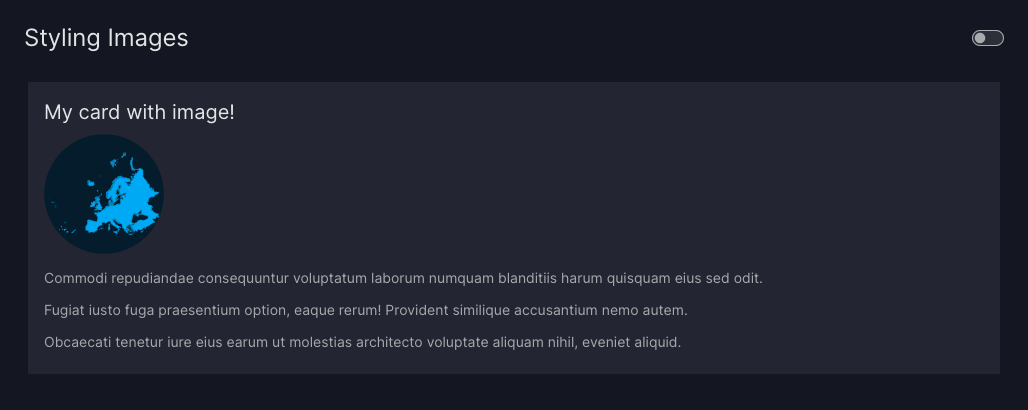 Styling Images
My card with image!
Commodi repudiandae consequuntur voluptatum laborum numquam blanditiis harum quisquam eius sed odit.
Fugiat iusto fuga praesentium option, eaque rerum! Provident similique accusantium nemo autem.
Obcaecati tenetur iure eius earum ut molestias architecto voluptate aliquam nihil, eveniet aliquid.